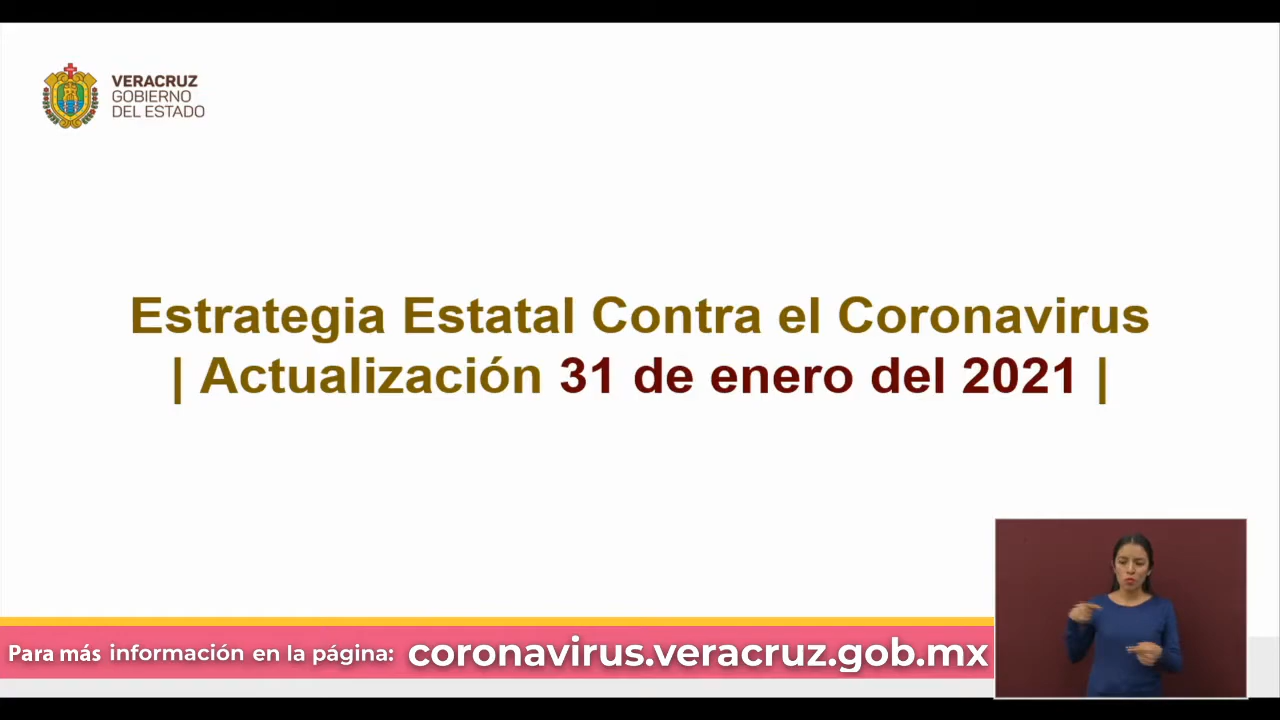 VERACRUZ
GOBIERNO
DEL ESTADO
Estrategia Estatal Contra el Coronavirus
| Actualización 31 de enero del 2021 |
Para más información en la página: coronavirus.veracruz.gob.mx